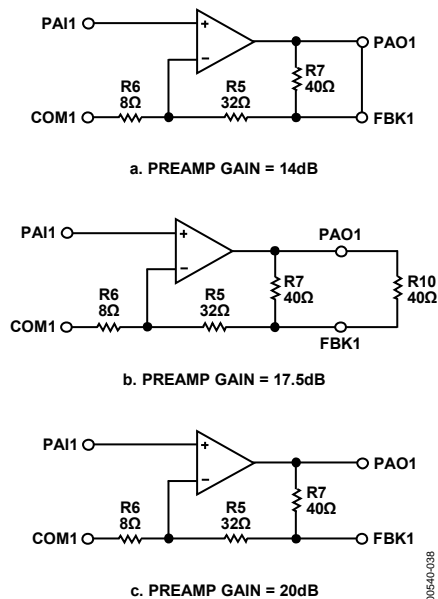 PAI1
+
PAO1
R6
8Ω
–
R5
32Ω
R7
40Ω
COM1
FBK1
a. PREAMP GAIN = 14dB
PAI1
+
PAO1
R6
8Ω
–
R5
32Ω
R7
40Ω
R10
40Ω
COM1
FBK1
b. PREAMP GAIN = 17.5dB
PAI1
+
PAO1
R6
8Ω
–
R5
32Ω
R7
40Ω
COM1
FBK1
c. PREAMP GAIN = 20dB
00540-038